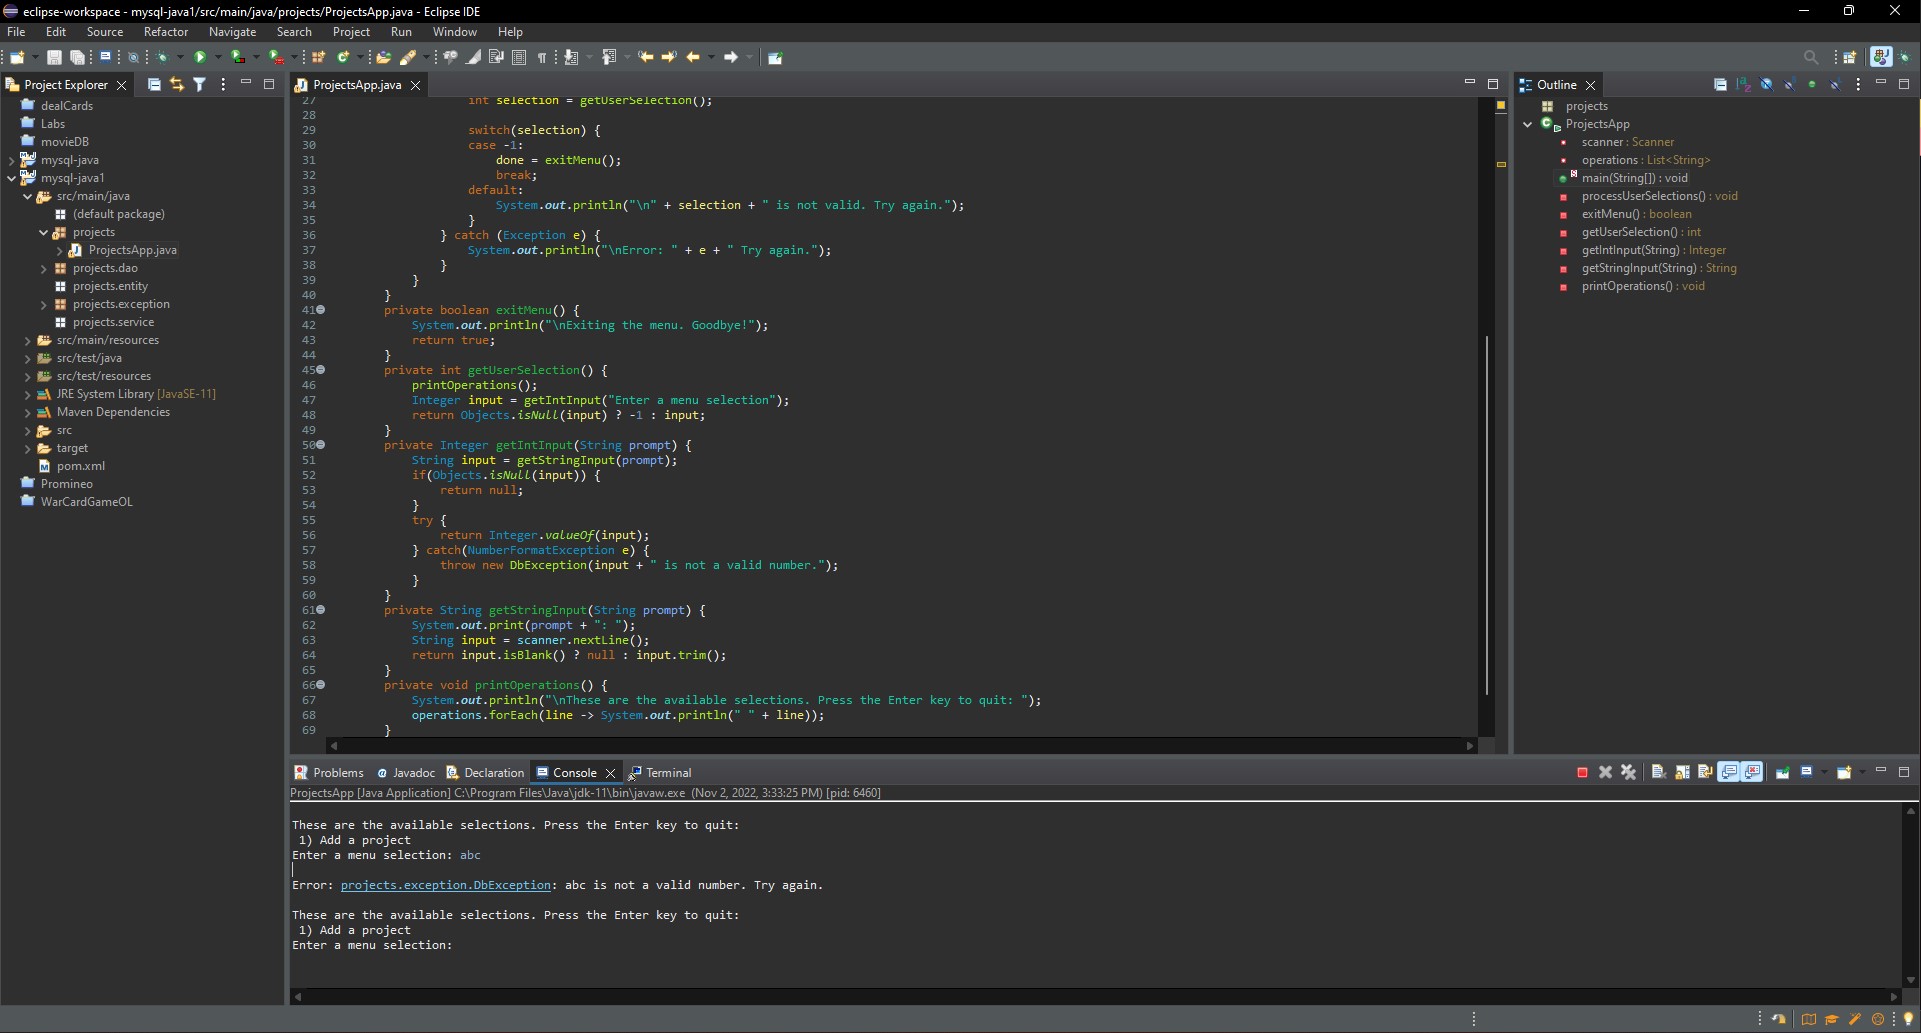 eclipse-workspace - mysql-java1/src/main/java/projects/ProjectsApp.java - Eclipse IDE
File Edit Source Refactor Navigate Search Project Run Window Help
Project Explorer
dealCards
Labs
movieDB
mysql-java
mysql-java1
src/main/java
(default package)
projects
ProjectsApp.java
projects.dao
projects.entity
projects.exception
projects.service
src/main/resources
src/test/java
src/test/resources
JRE System Library [JavaSE-11]
Maven Dependencies
src
target
pom.xml
Promineo
WarCardGameOL
ProjectsApp.java
27 int selection = getUserSelection();
28
29 switch(selection) {
30 case -1:
31 done = exitMenu();
32 break;
33 default:
34 System.out.println("\n" + selection + " is not valid. Try again.");
35 }
36 } catch (Exception e) {
37 System.out.println("\nError: " + e + " Try again.");
38 }
39 }
40 }
41 private boolean exitMenu() {
42 System.out.println("\nExiting the menu. Goodbye!");
43 return true;
44 }
45 private int getUserSelection() {
46 printOperations();
47 Integer input = getIntInput("Enter a menu selection");
48 return Objects.isNull(input) ? -1 : input;
49 }
50 private Integer getIntInput(String prompt) {
51 String input = getStringInput(prompt);
52 if(Objects.isNull(input)) {
53 return null;
54 }
55 try {
56 return Integer.valueOf(input);
57 } catch(NumberFormatException e) {
58 throw new DbException(input + " is not a valid number.");
59 }
60 }
61 private String getStringInput(String prompt) {
62 System.out.print(prompt + ": ");
63 String input = scanner.nextLine();
64 return input.isBlank() ? null : input.trim();
65 }
66 private void printOperations() {
67 System.out.println("\nThese are the available selections. Press the Enter key to quit: ");
68 operations.forEach(line -> System.out.println(" " + line));
69 }
Outline
projects
ProjectsApp
scanner : Scanner
operations : List<String>
main(String[]) : void
processUserSelections() : void
exitMenu() : boolean
getUserSelection() : int
getIntInput(String) : Integer
getStringInput(String) : String
printOperations() : void
Problems Javadoc Declaration Console Terminal
ProjectsApp [Java Application] C:\Program Files\Java\jdk-11\bin\javaw.exe (Nov 2, 2022, 3:33:25 PM) [pid: 6460]
These are the available selections. Press the Enter key to quit:
1) Add a project
Enter a menu selection: abc
Error: projects.exception.DbException: abc is not a valid number. Try again.
These are the available selections. Press the Enter key to quit:
1) Add a project
Enter a menu selection: